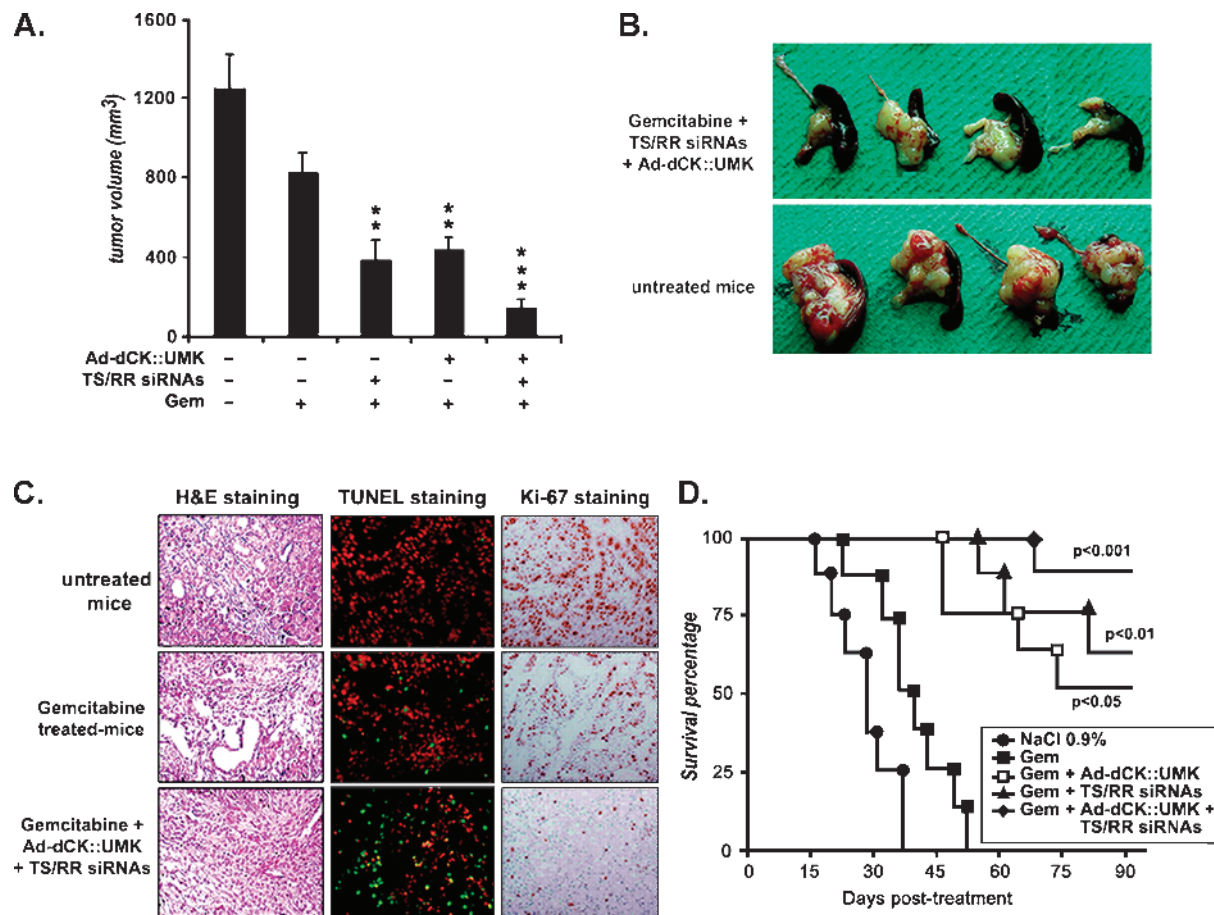 A.
tumor volume (mm3)
1600
1200
800
400
0
** ** ***
Ad-dCK::UMK – – – + +
TS/RR siRNAs – – + – +
Gem – + + + +
B.
Gemcitabine +
TS/RR siRNAs
+ Ad-dCK::UMK
untreated mice
C.
H&E staining TUNEL staining Ki-67 staining
untreated
mice
Gemcitabine
treated-mice
Gemcitabine +
Ad-dCK::UMK
+ TS/RR siRNAs
D.
Survival percentage
100
75
50
25
0
p<0.001
p<0.01
p<0.05
NaCl 0.9%
Gem
Gem + Ad-dCK::UMK
Gem + TS/RR siRNAs
Gem + Ad-dCK::UMK +
TS/RR siRNAs
0 15 30 45 60 75 90
Days post-treatment